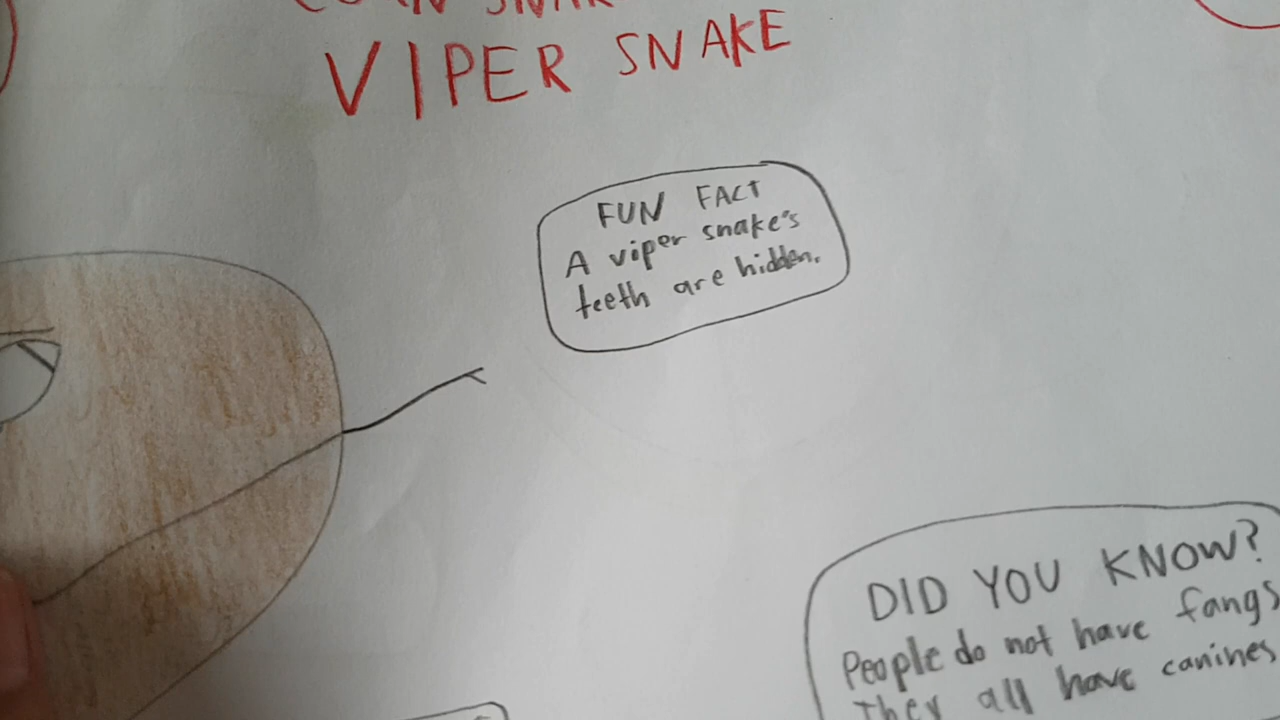 VIPER SNAKE
FUN FACT
A viper snake's
teeth are hidden.
DID YOU KNOW?
People do not have fangs
They all have canines